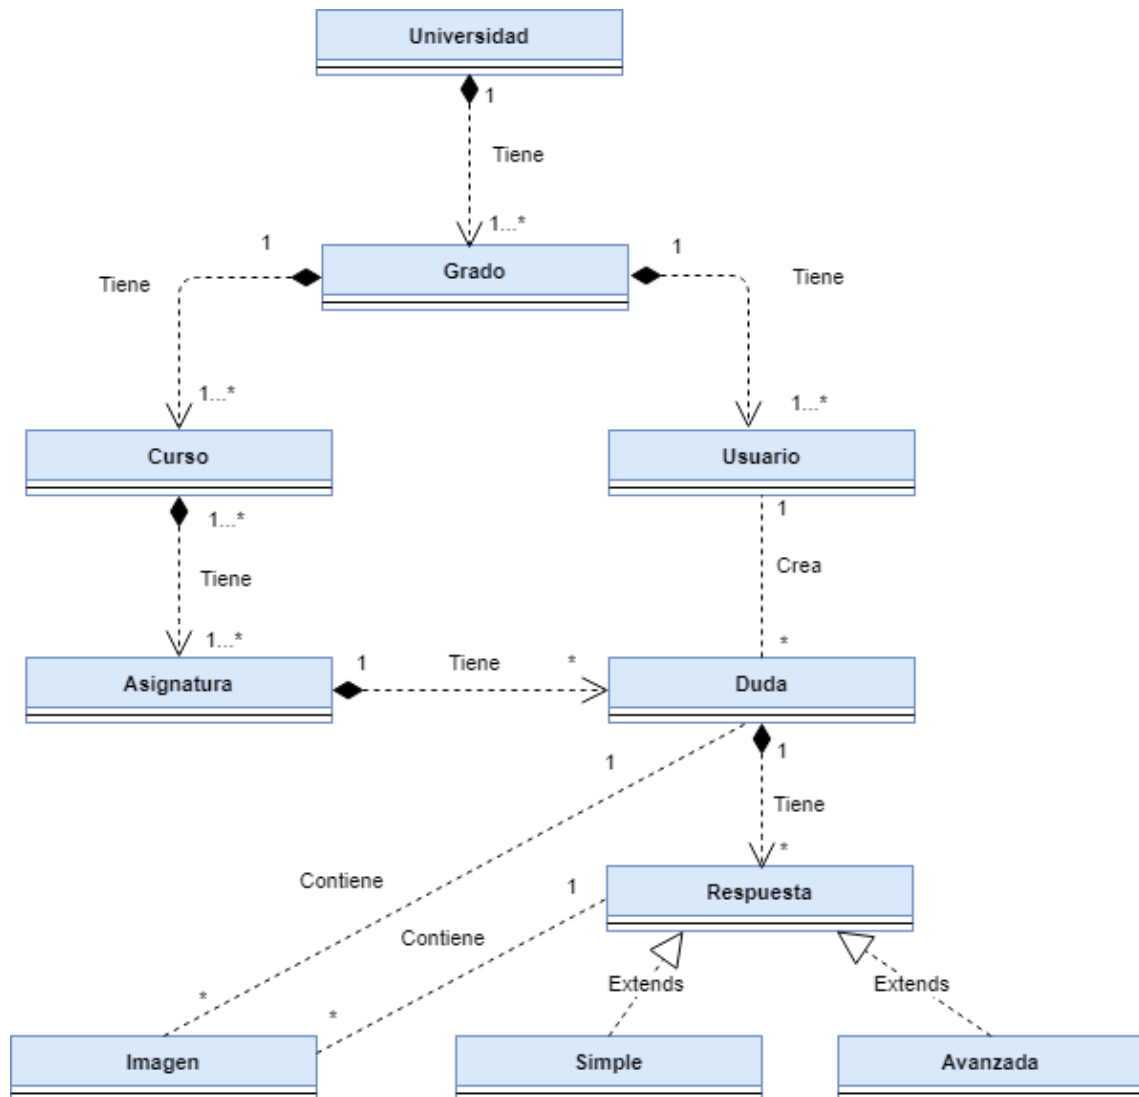 Universidad
1
Tiene
1...*
1
1
Grado
Tiene
Tiene
1...*
1...*
Curso
Usuario
1...*
1
Tiene
Crea
1...*
*
1
Tiene
*
Asignatura
Duda
1
1
Tiene
*
Contiene
1
Respuesta
Contiene
Extends
Extends
*
*
Imagen
Simple
Avanzada